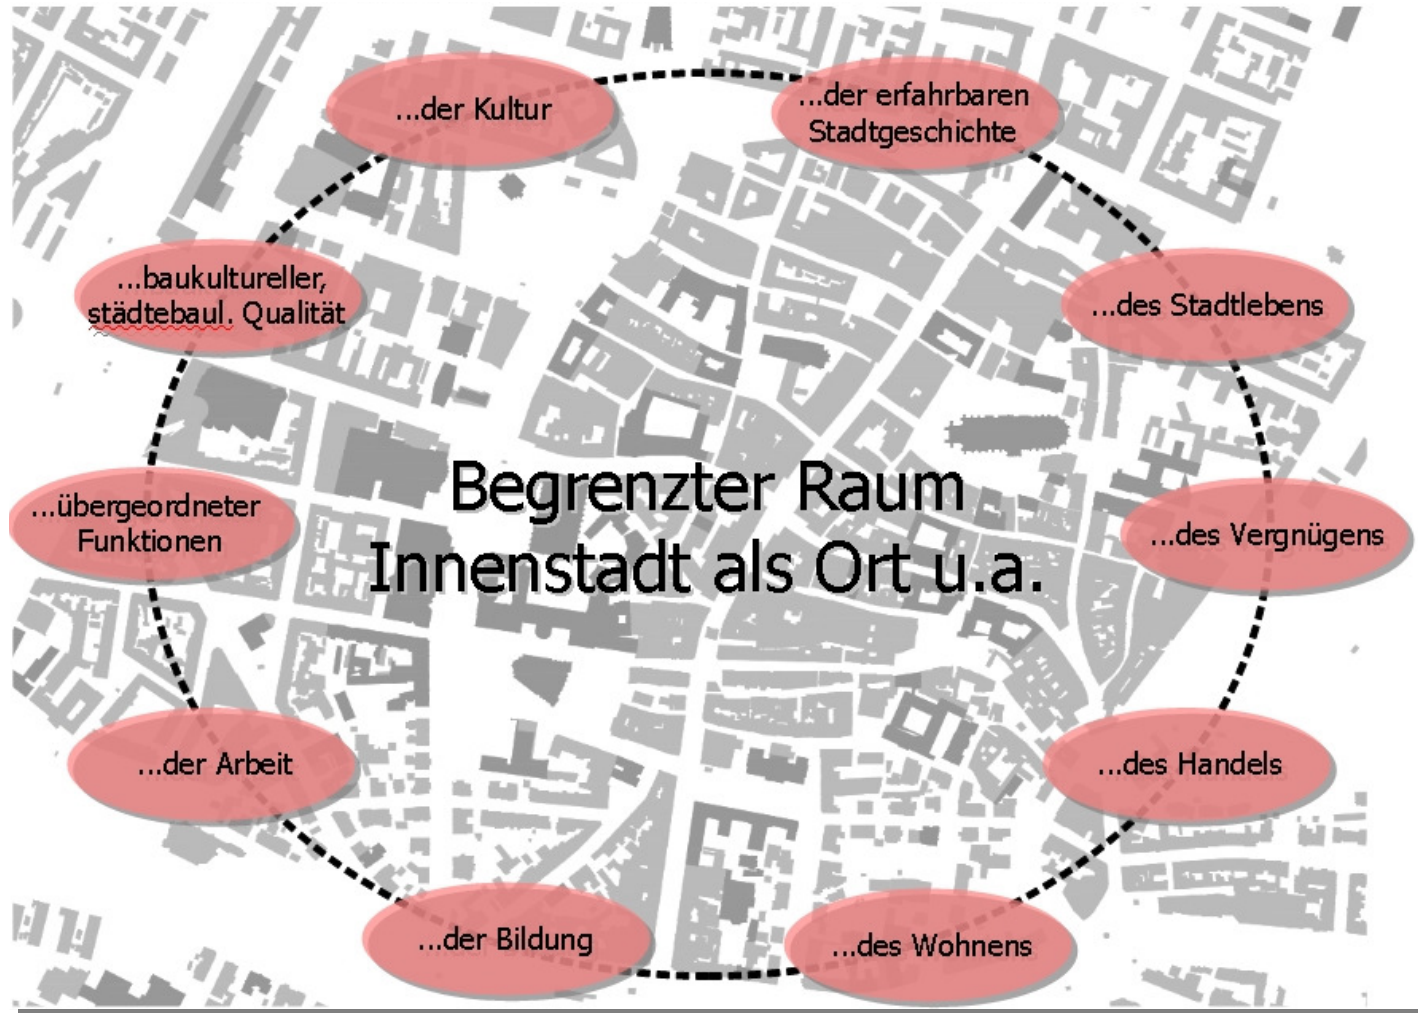 Begrenzter Raum
Innenstadt als Ort u.a.
...der Kultur
...der erfahrbaren
Stadtgeschichte
...des Stadtlebens
...des Vergnügens
...des Handels
...des Wohnens
...der Bildung
...der Arbeit
...übergeordneter
Funktionen
...baukultureller,
städtebaul. Qualität